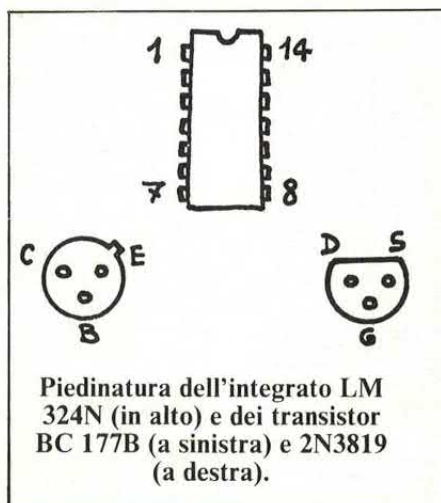 1 14
7 8
C E
B
D S
G
Piedinatura dell'integrato LM
324N (in alto) e dei transistor
BC 177B (a sinistra) e 2N3819
(a destra).